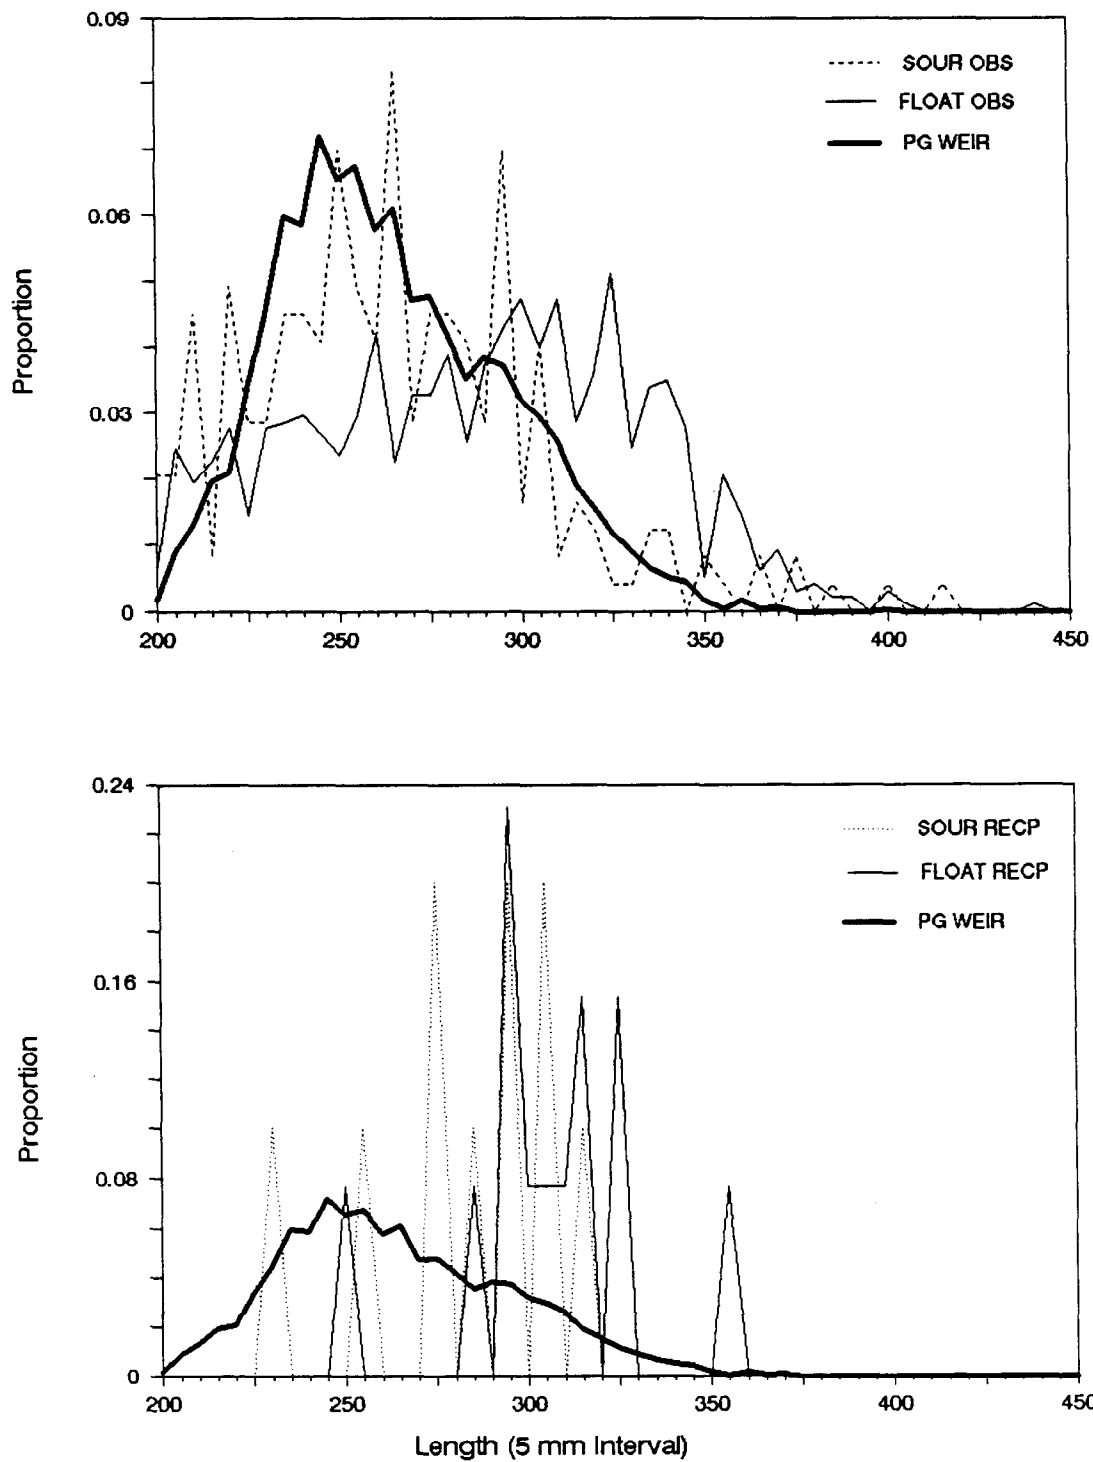 0.09
0.06
0.03
0
Proportion
SOUR OBS
FLOAT OBS
PG WEIR
200 250 300 350 400 450
0.24
0.16
0.08
0
Proportion
SOUR RECP
FLOAT RECP
PG WEIR
200 250 300 350 400 450
Length (5 mm Interval)